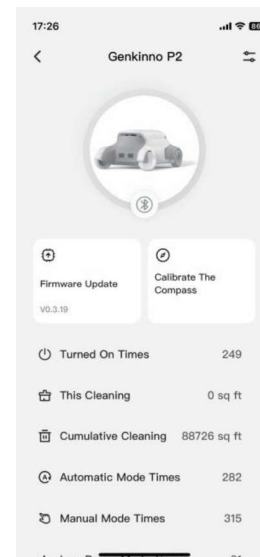 17:26
Genkinno P2
Firmware Update
V0.3.19
Calibrate The
Compass
Turned On Times 249
This Cleaning 0 sq ft
Cumulative Cleaning 88726 sq ft
Automatic Mode Times 282
Manual Mode Times 315